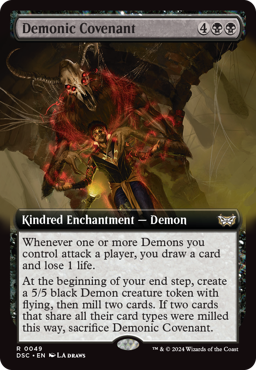 Demonic Covenant 4
Kindred Enchantment — Demon
Whenever one or more Demons you
control attack a player, you draw a card
and lose 1 life.
At the beginning of your end step, create
a 5/5 black Demon creature token with
flying, then mill two cards. If two cards
that share all their card types were milled
this way, sacrifice Demonic Covenant.
R 0049
DSC • EN LA DRAWS
™ & © 2024 Wizards of the Coast